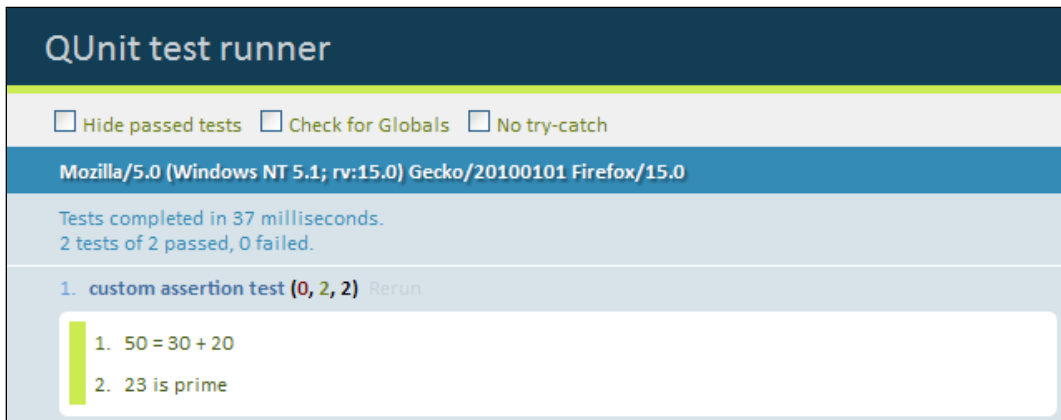 QUnit test runner
Hide passed tests Check for Globals No try-catch
Mozilla/5.0 (Windows NT 5.1; rv:15.0) Gecko/20100101 Firefox/15.0
Tests completed in 37 milliseconds.
2 tests of 2 passed, 0 failed.
1. custom assertion test (0, 2, 2) Rerun
1. 50 = 30 + 20
2. 23 is prime